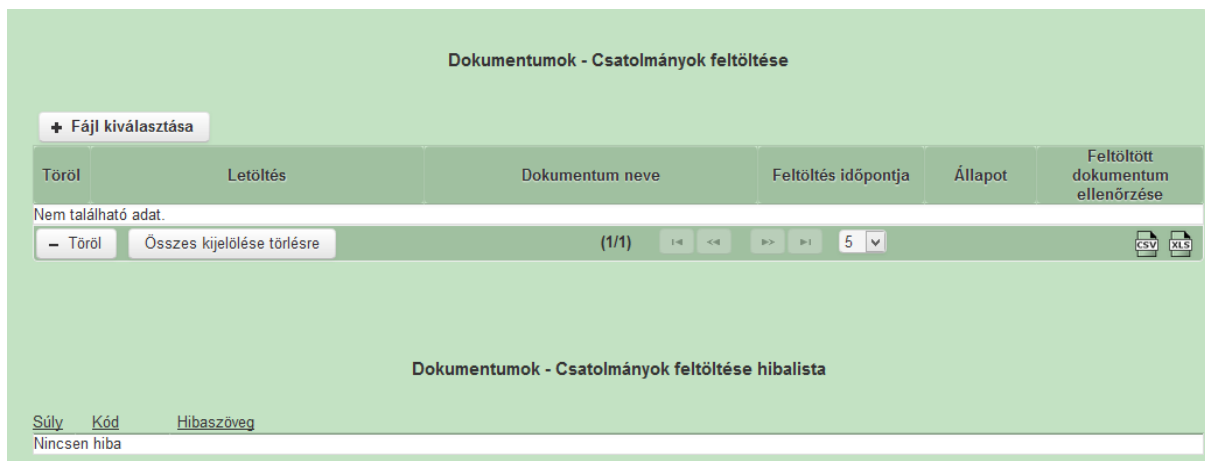 Dokumentumok - Csatolmányok feltöltése
+ Fájl kiválasztása
Töröl Letöltés Dokumentum neve Feltöltés időpontja Állapot Feltöltött dokumentum ellenőrzése
Nem található adat.
– Töröl Összes kijelölése törlésre (1/1) 5 CSV XLS
Dokumentumok - Csatolmányok feltöltése hibalista
Súly Kód Hibaszöveg
Nincsen hiba